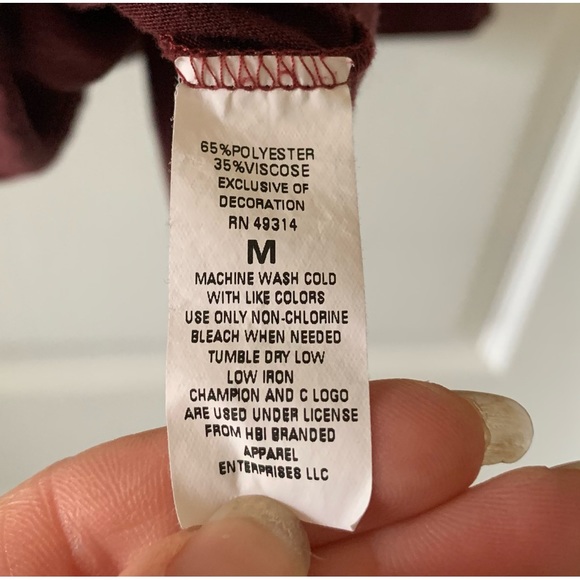 65%POLYESTER
35%VISCOSE
EXCLUSIVE OF
DECORATION
RN 49314
M
MACHINE WASH COLD
WITH LIKE COLORS
USE ONLY NON-CHLORINE
BLEACH WHEN NEEDED
TUMBLE DRY LOW
LOW IRON
CHAMPION AND C LOGO
ARE USED UNDER LICENSE
FROM HBI BRANDED
APPAREL
ENTERPRISES LLC